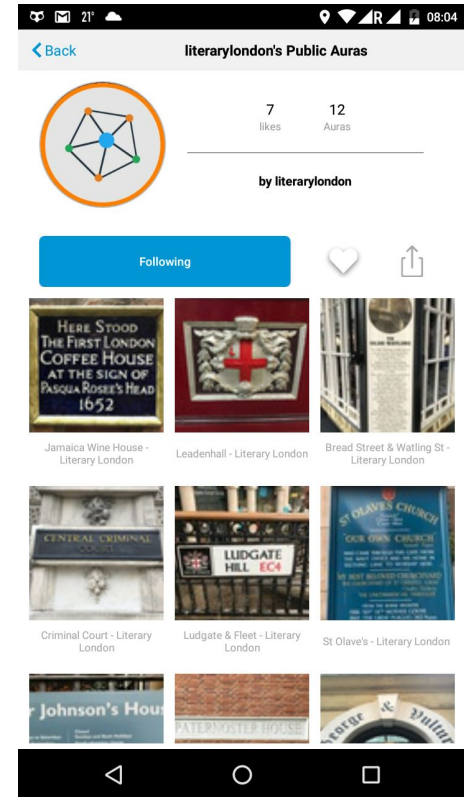 21° R 08:04
Back literarylondon's Public Auras
7 12
likes Auras
by literarylondon
Following
HERE STOOD
THE FIRST LONDON
COFFEE HOUSE
AT THE SIGN OF
PASQUA ROSEE'S HEAD
1652
Jamaica Wine House -
Literary London
Leadenhall - Literary London
Bread Street & Watling St -
Literary London
CENTRAL CRIMINAL
COURT
Criminal Court - Literary
London
LUDGATE
HILL EC4
Ludgate & Fleet - Literary
London
ST OLAVE'S CHURCH
"OUR OWN CHURCH"
St Olave's - Literary London
r Johnson's Hous
PATERNOSTER HOUSE
George & Vultur